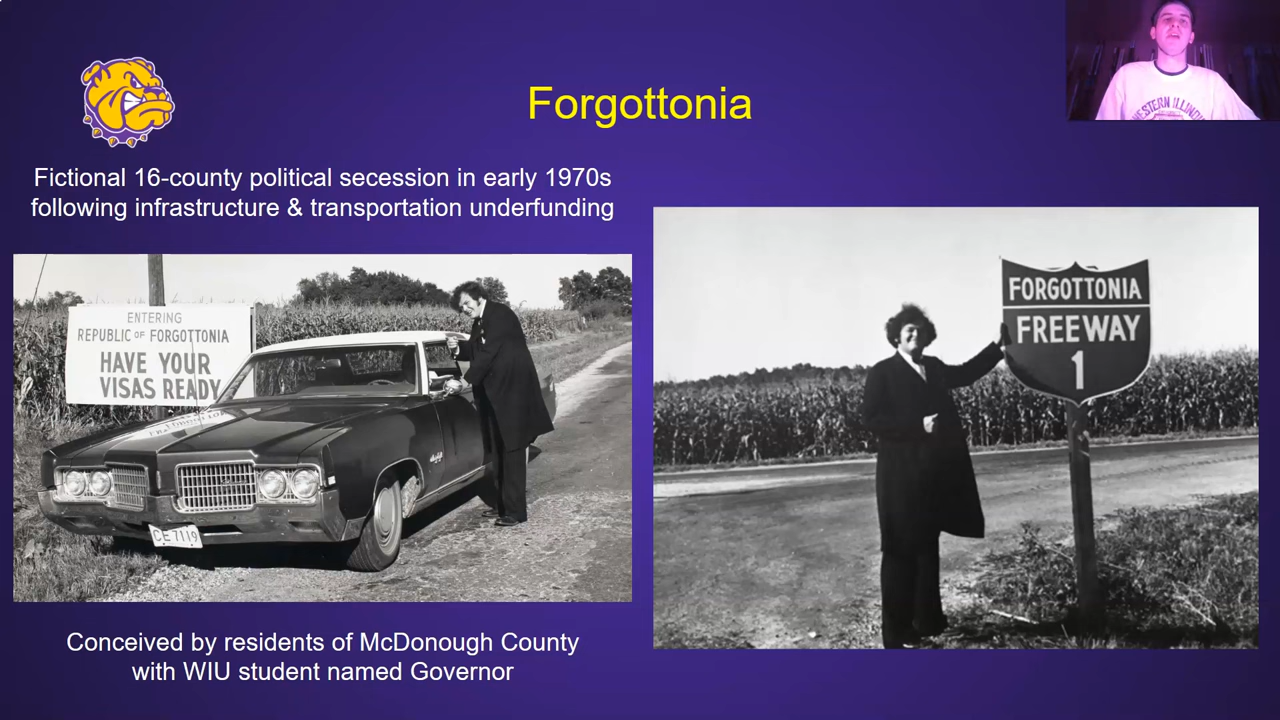 Forgottonia
Fictional 16-county political secession in early 1970s
following infrastructure & transportation underfunding
ENTERING
REPUBLIC OF FORGOTTONIA
HAVE YOUR
VISAS READY
CE 7119
FORGOTTONIA
FREEWAY
1
Conceived by residents of McDonough County
with WIU student named Governor